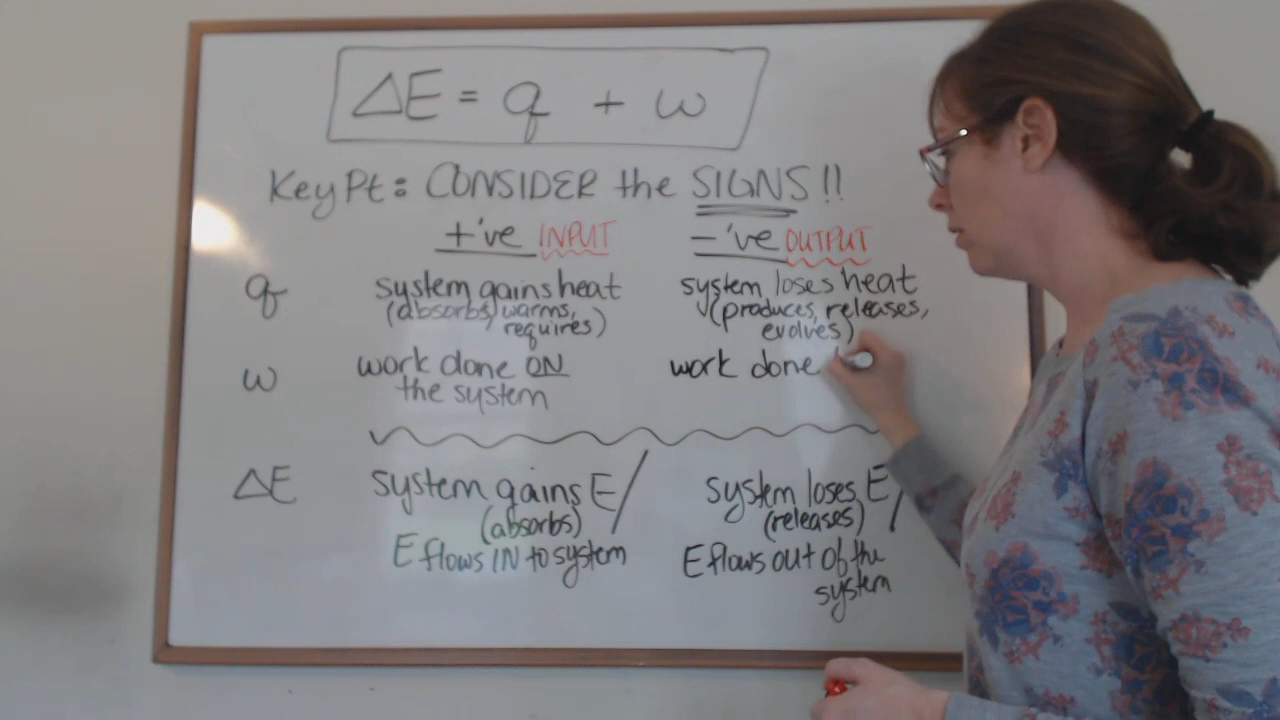 ΔE = q + w
Key Pt: CONSIDER the SIGNS!!
+'ve INPUT
-'ve OUTPUT
q
system gains heat
(absorbs, warms,
requires)
system loses heat
(produces, releases,
evolves)
w
work done ON
the system
work done
ΔE
system gains E/
(absorbs)
E flows IN to system
system loses E/
(releases)
E flows out of the
system